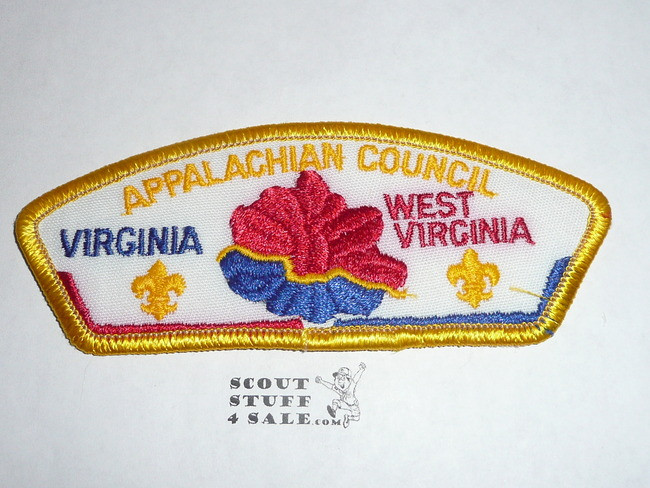 APPALACHIAN COUNCIL
VIRGINIA
WEST
VIRGINIA
SCOUT
STUFF
4 SALE.COM